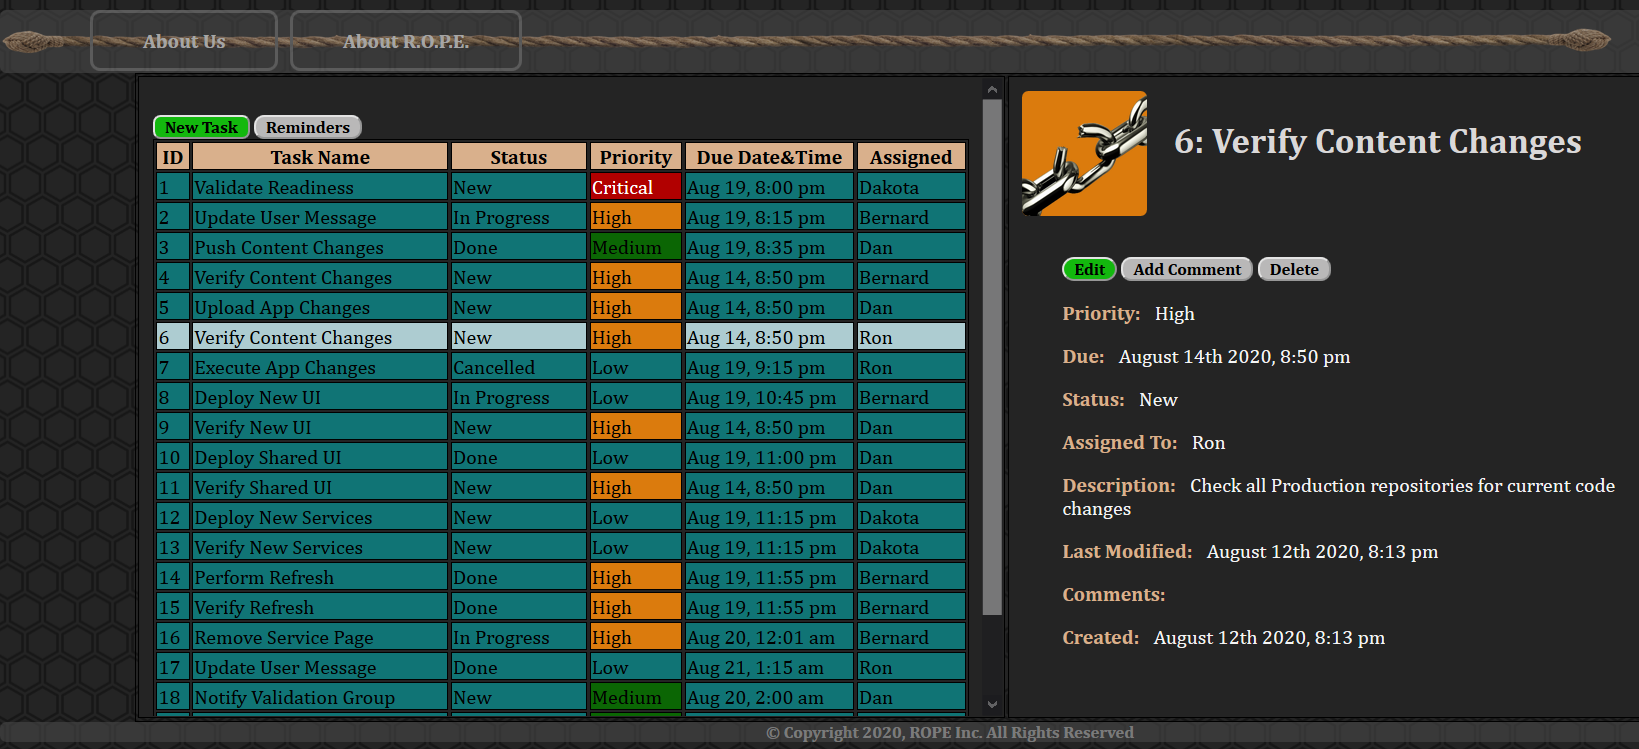 About Us About R.O.P.E.
New Task Reminders
ID Task Name Status Priority Due Date&Time Assigned
1 Validate Readiness New Critical Aug 19, 8:00 pm Dakota
2 Update User Message In Progress High Aug 19, 8:15 pm Bernard
3 Push Content Changes Done Medium Aug 19, 8:35 pm Dan
4 Verify Content Changes New High Aug 14, 8:50 pm Bernard
5 Upload App Changes New High Aug 14, 8:50 pm Dan
6 Verify Content Changes New High Aug 14, 8:50 pm Ron
7 Execute App Changes Cancelled Low Aug 19, 9:15 pm Ron
8 Deploy New UI In Progress Low Aug 19, 10:45 pm Bernard
9 Verify New UI New High Aug 14, 8:50 pm Dan
10 Deploy Shared UI Done Low Aug 19, 11:00 pm Dan
11 Verify Shared UI New High Aug 14, 8:50 pm Dan
12 Deploy New Services New Low Aug 19, 11:15 pm Dakota
13 Verify New Services New Low Aug 19, 11:15 pm Dakota
14 Perform Refresh Done High Aug 19, 11:55 pm Bernard
15 Verify Refresh Done High Aug 19, 11:55 pm Bernard
16 Remove Service Page In Progress High Aug 20, 12:01 am Bernard
17 Update User Message Done Low Aug 21, 1:15 am Ron
18 Notify Validation Group New Medium Aug 20, 2:00 am Dan
6: Verify Content Changes
Edit Add Comment Delete
Priority: High
Due: August 14th 2020, 8:50 pm
Status: New
Assigned To: Ron
Description: Check all Production repositories for current code
changes
Last Modified: August 12th 2020, 8:13 pm
Comments:
Created: August 12th 2020, 8:13 pm
© Copyright 2020, ROPE Inc. All Rights Reserved